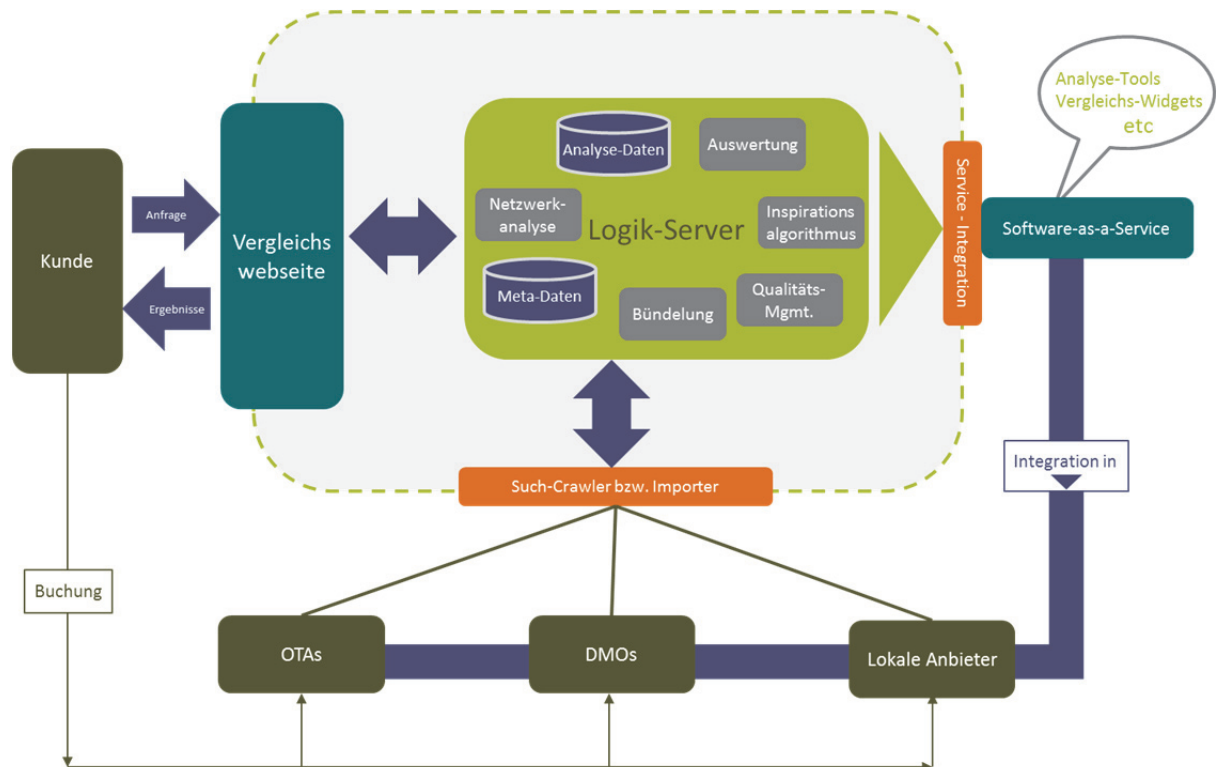 Analyse-Tools
Vergleichs-Widgets
etc
Kunde
Anfrage
Ergebnisse
Vergleichs
webseite
Analyse-Daten
Auswertung
Netzwerk-
analyse
Logik-Server
Inspirations
algorithmus
Meta-Daten
Bündelung
Qualitäts-
Mgmt.
Service - Integration
Software-as-a-Service
Such-Crawler bzw. Importer
Integration in
Buchung
OTAs
DMOs
Lokale Anbieter